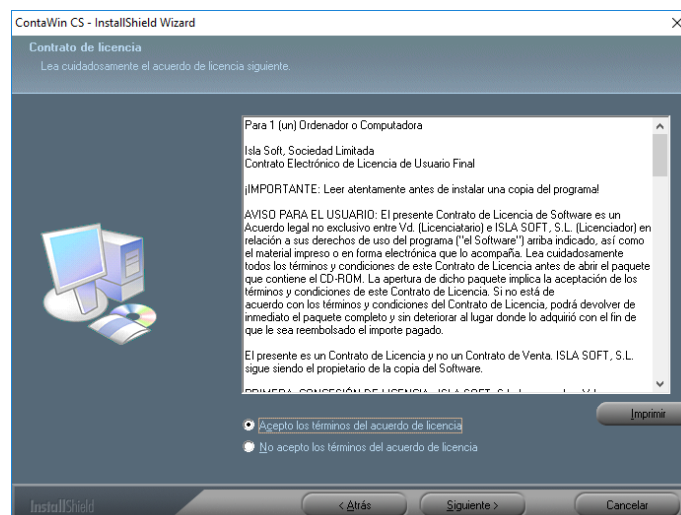 ContaWin CS - InstallShield Wizard
Contrato de licencia
Lea cuidadosamente el acuerdo de licencia siguiente.
Para 1 (un) Ordenador o Computadora
Isla Soft, Sociedad Limitada
Contrato Electrónico de Licencia de Usuario Final
¡IMPORTANTE: Leer atentamente antes de instalar una copia del programa!
AVISO PARA EL USUARIO: El presente Contrato de Licencia de Software es un
Acuerdo legal no exclusivo entre Vd. (Licenciatario) e ISLA SOFT, S.L. (Licenciador) en
relación a sus derechos de uso del programa ("el Software") arriba indicado, así como
el material impreso o en forma electrónica que lo acompaña. Lea cuidadosamente
todos los términos y condiciones de este Contrato de Licencia antes de abrir el paquete
que contiene el CD-ROM. La apertura de dicho paquete implica la aceptación de los
términos y condiciones de este Contrato de Licencia. Si no está de
acuerdo con los términos y condiciones del Contrato de Licencia, podrá devolver de
inmediato el paquete completo y sin deteriorar al lugar donde lo adquirió con el fin de
que le sea reembolsado el importe pagado.
El presente es un Contrato de Licencia y no un Contrato de Venta. ISLA SOFT, S.L.
sigue siendo el propietario de la copia del Software.
PRIMERA. CONCESIÓN DE LICENCIA. ISLA SOFT, S.L.
Imprimir
Acepto los términos del acuerdo de licencia
No acepto los términos del acuerdo de licencia
InstallShield
< Atrás
Siguiente >
Cancelar